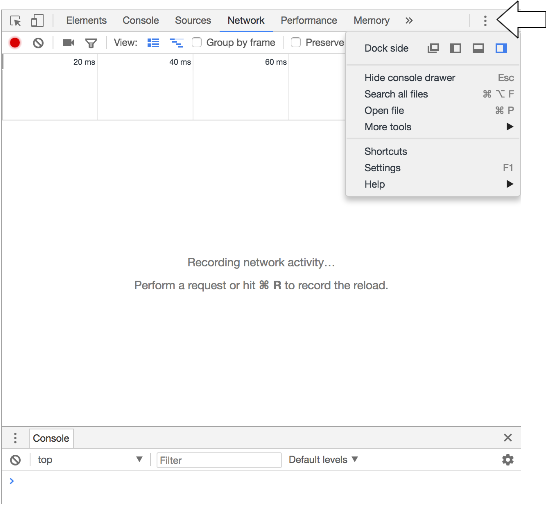 Elements Console Sources Network Performance Memory »
View: Group by frame Preserve
20 ms 40 ms 60 ms
Dock side
Hide console drawer Esc
Search all files ⌘ ⌥ F
Open file ⌘ P
More tools ▶
Shortcuts
Settings F1
Help ▶
Recording network activity…
Perform a request or hit ⌘ R to record the reload.
Console
top ▼ Filter Default levels ▼